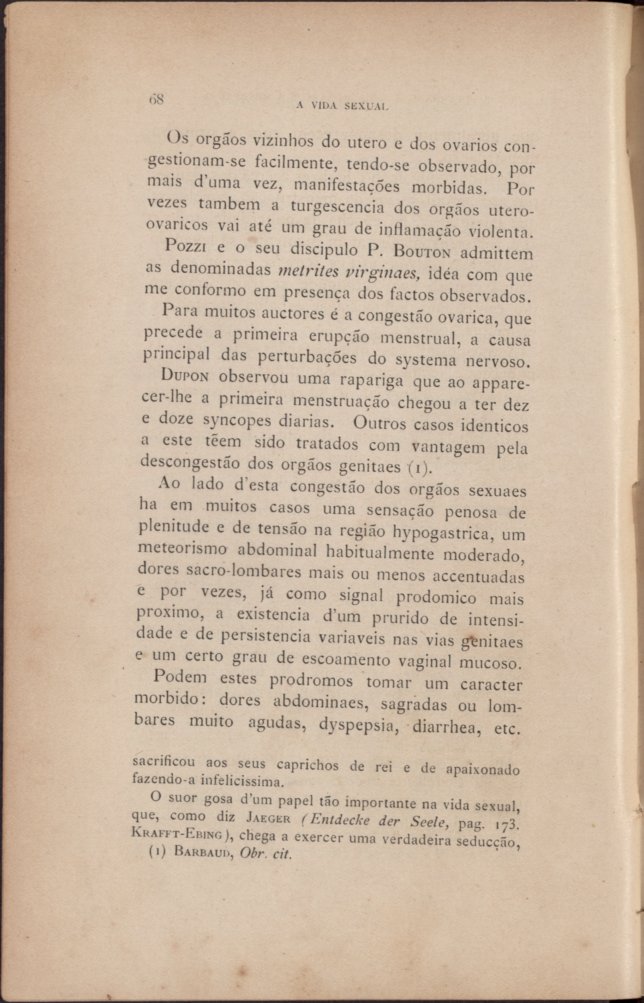 68
A VIDA SEXUAL
Os orgãos vizinhos do utero e dos ovarios con-
gestionam-se facilmente, tendo-se observado, por
mais d'uma vez, manifestações morbidas. Por
vezes tambem a turgescencia dos orgãos utero-
ovaricos vai até um grau de inflamação violenta.
Pozzi e o seu discipulo P. Bouton admittem
as denominadas metrites virginaes, idéa com que
me conformo em presença dos factos observados.
Para muitos auctores é a congestão ovarica, que
precede a primeira erupção menstrual, a causa
principal das perturbações do systema nervoso.
Dupon observou uma rapariga que ao appare-
cer-lhe a primeira menstruação chegou a ter dez
e doze syncopes diarias. Outros casos identicos
a este têem sido tratados com vantagem pela
descongestão dos orgãos genitaes (1).
Ao lado d'esta congestão dos orgãos sexuaes
ha em muitos casos uma sensação penosa de
plenitude e de tensão na região hypogastrica, um
meteorismo abdominal habitualmente moderado,
dores sacro-lombares mais ou menos accentuadas
e por vezes, já como signal prodomico mais
proximo, a existencia d'um prurido de intensi-
dade e de persistencia variaveis nas vias genitaes
e um certo grau de escoamento vaginal mucoso.
Podem estes prodromos tomar um caracter
morbido: dores abdominaes, sagradas ou lom-
bares muito agudas, dyspepsia, diarrhea, etc.
sacrificou aos seus caprichos de rei e de apaixonado
fazendo-a infelicissima.
O suor gosa d'um papel tão importante na vida sexual,
que, como diz Jaeger (Entdecke der Seele, pag. 173.
Krafft-Ebing), chega a exercer uma verdadeira seducção,
(1) Barbaud, Obr. cit.